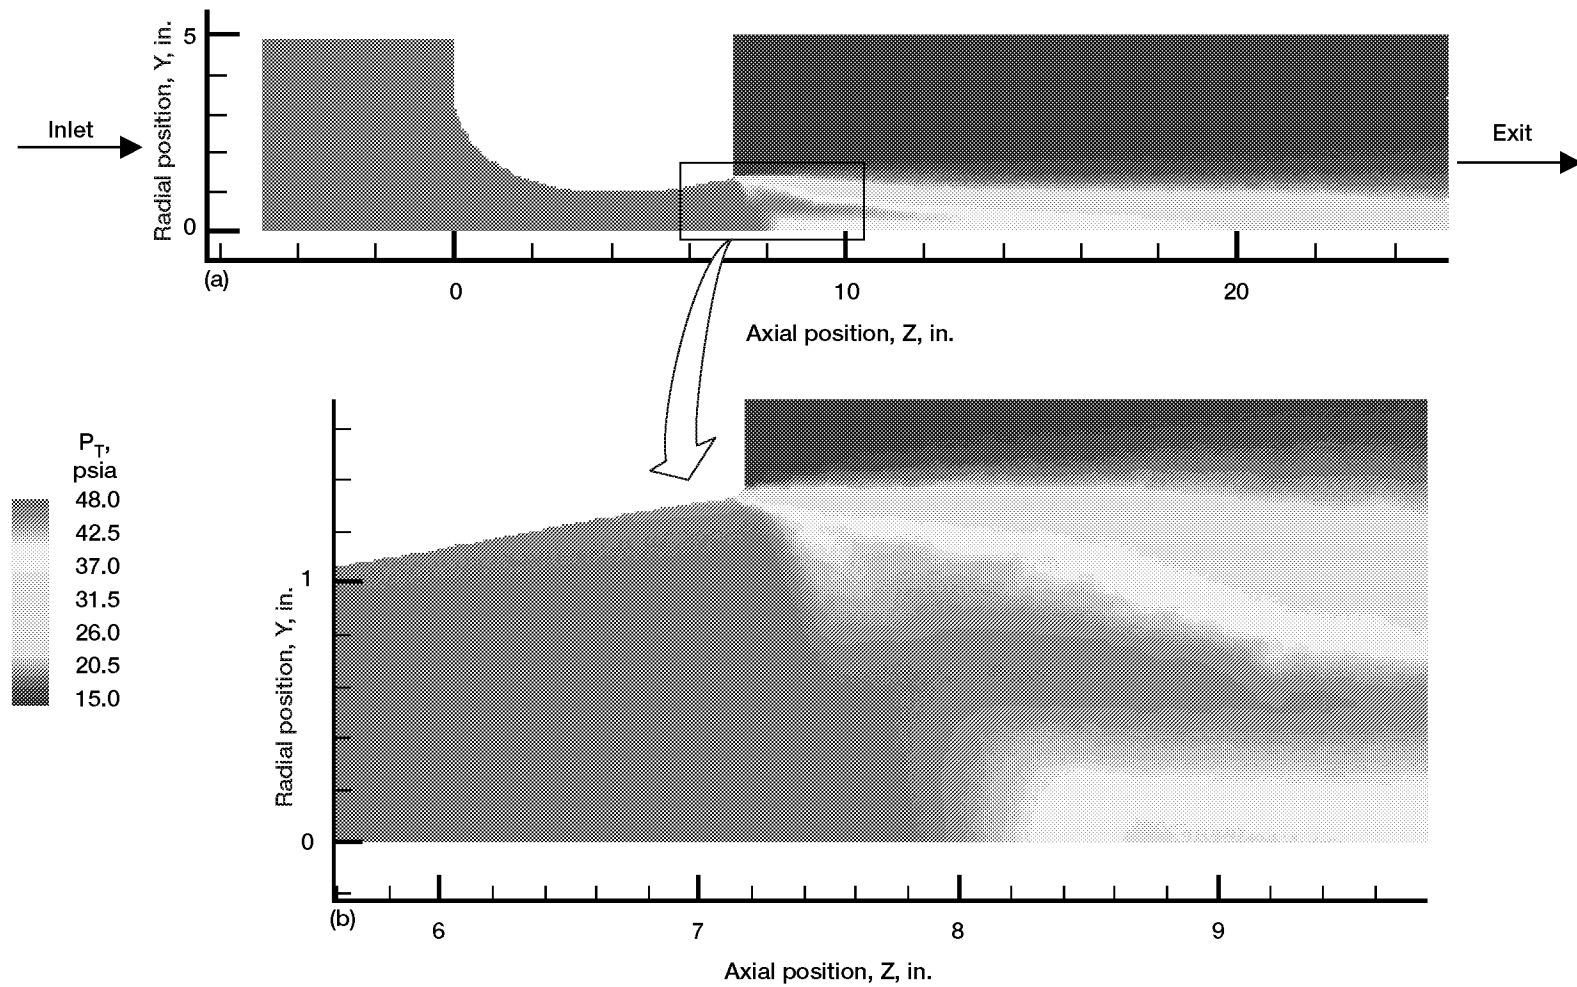 5
Radial position, Y, in.
0
Inlet
Exit
(a)
0
10
20
Axial position, Z, in.
P_T,
psia
48.0
42.5
37.0
31.5
26.0
20.5
15.0
1
Radial position, Y, in.
0
(b)
6
7
8
9
Axial position, Z, in.